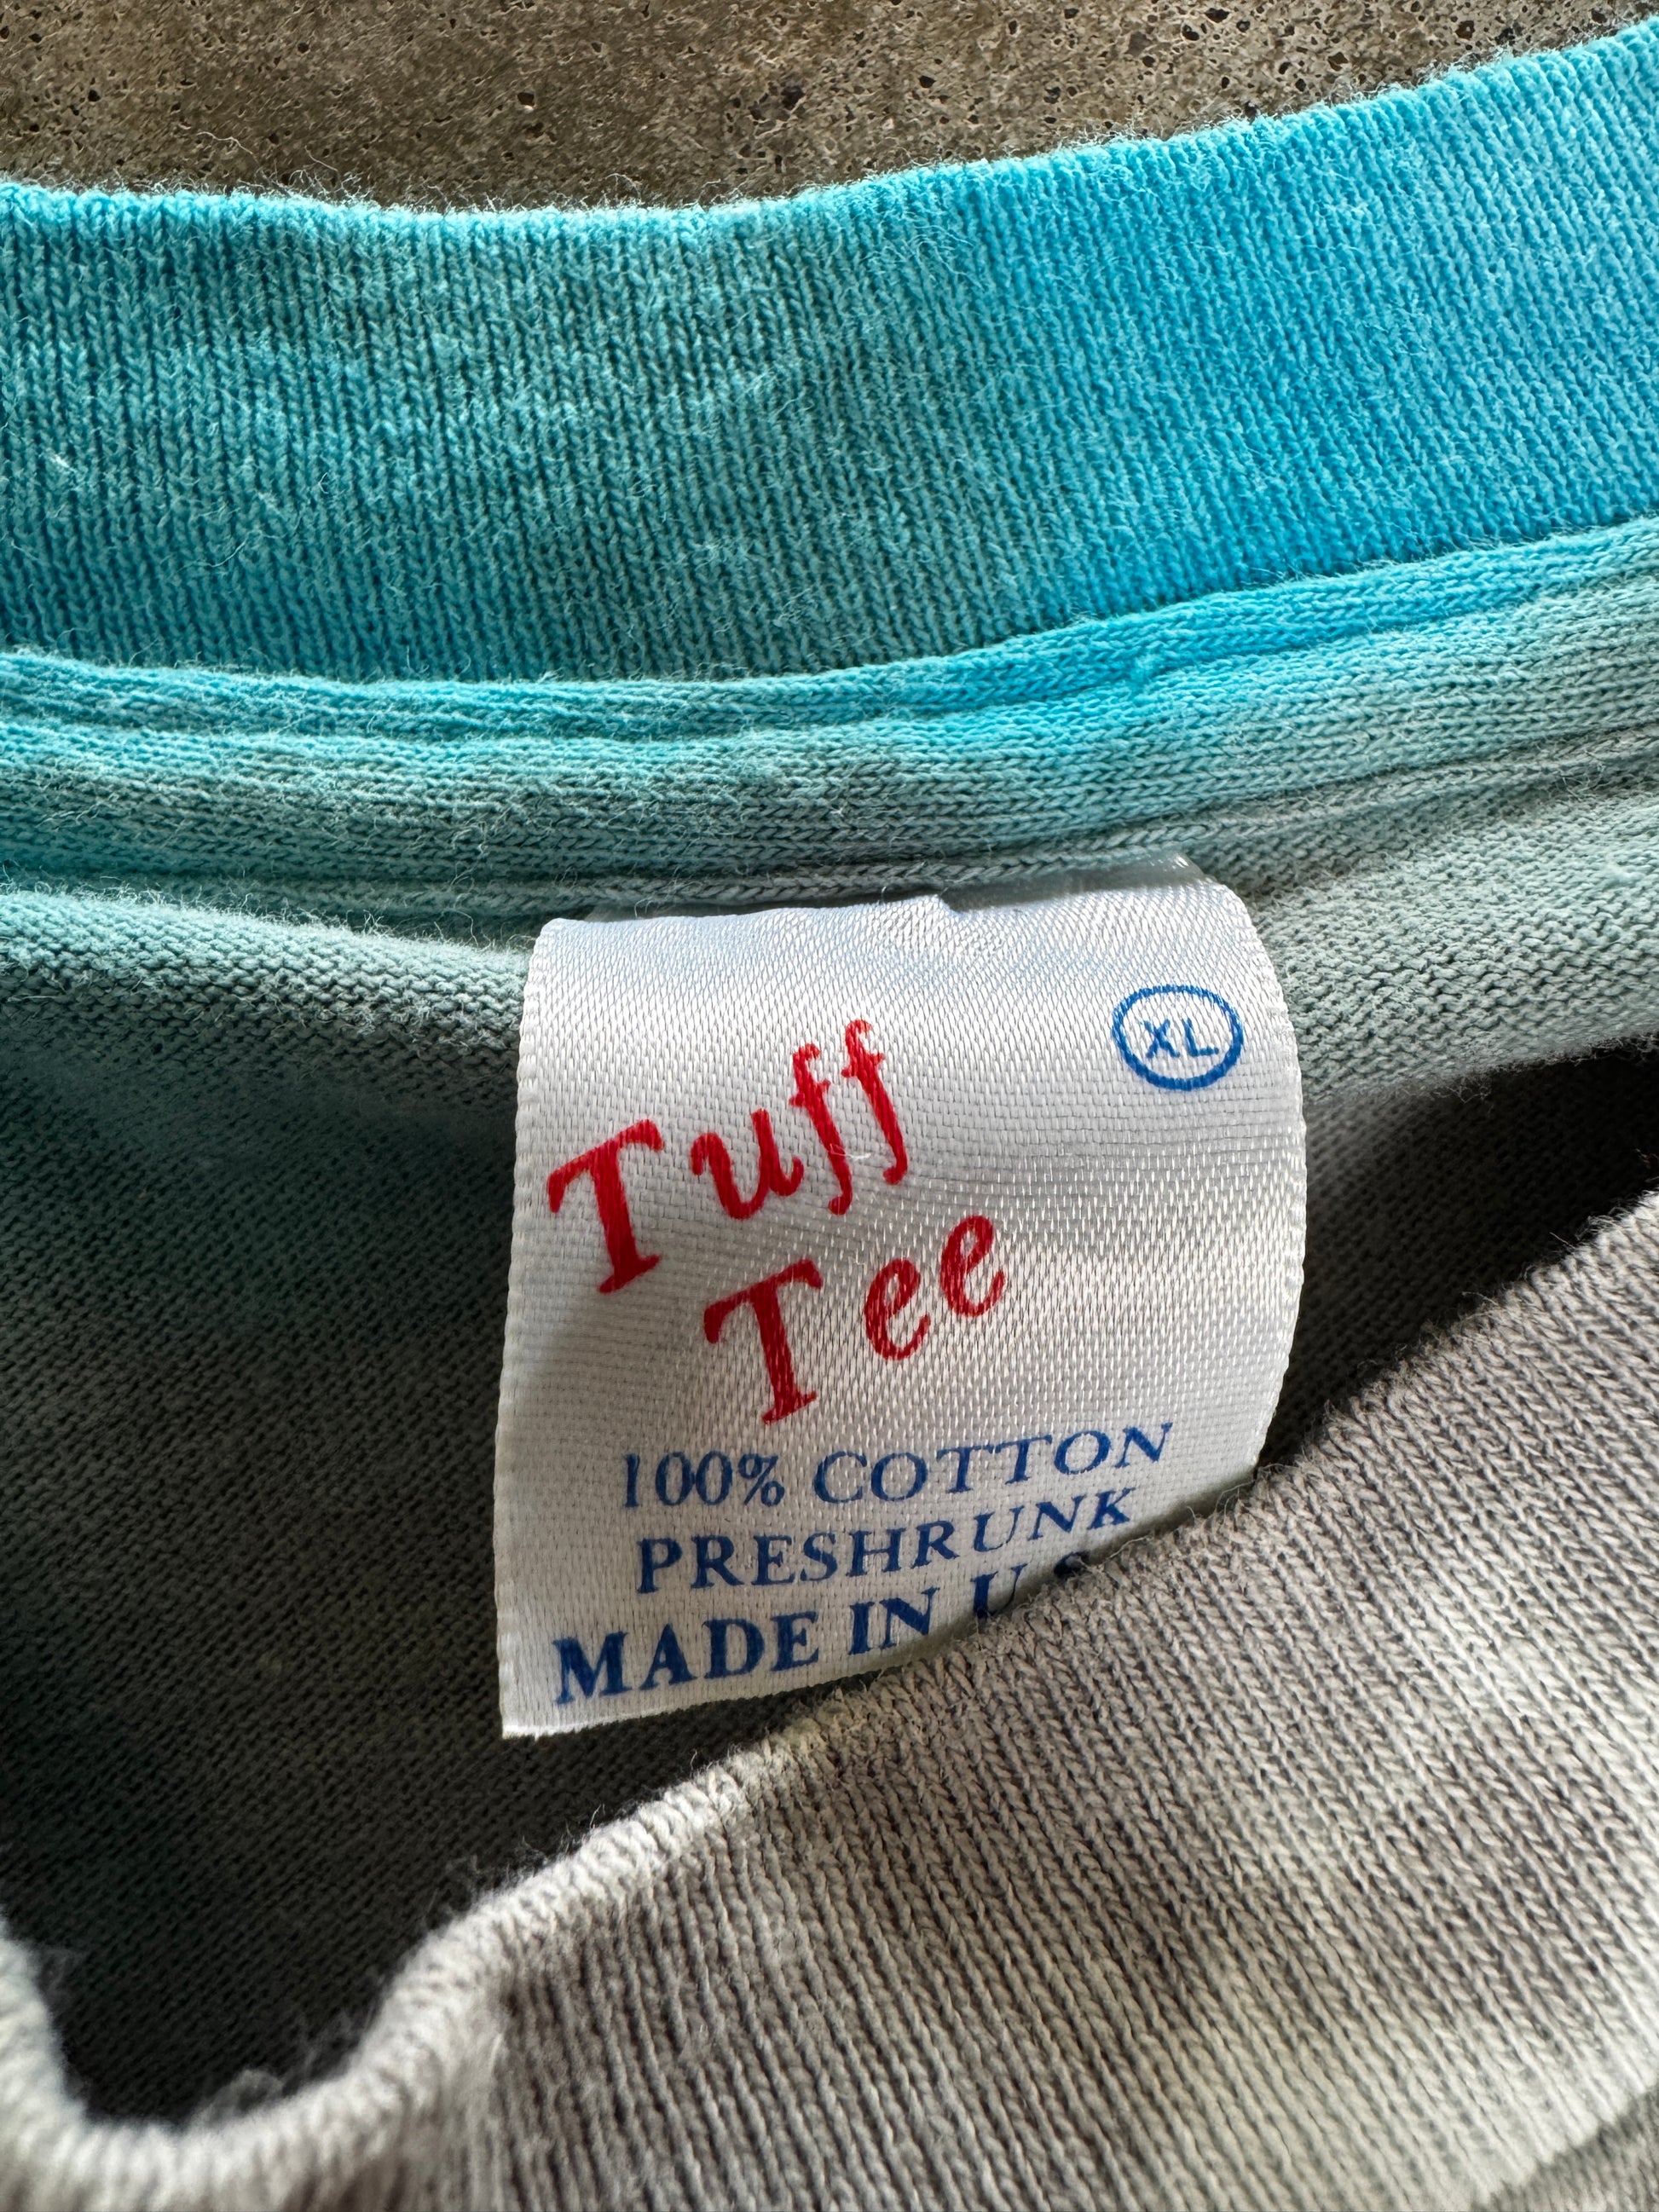 XL
Tuff
Tee
100% COTTON
PRESHRUNK
MADE IN U.S